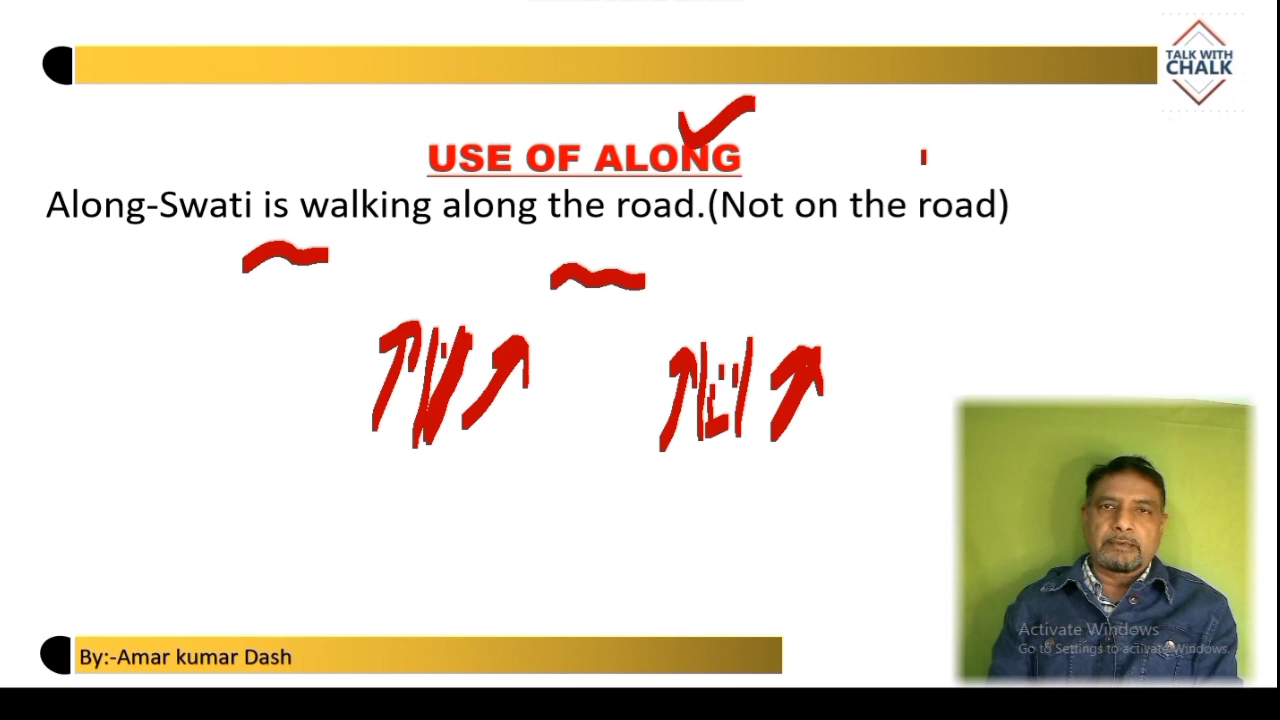 TALK WITH
CHALK
USE OF ALONG
Along-Swati is walking along the road.(Not on the road)
Activate Windows
Go to Settings to activate Windows.
By:-Amar kumar Dash